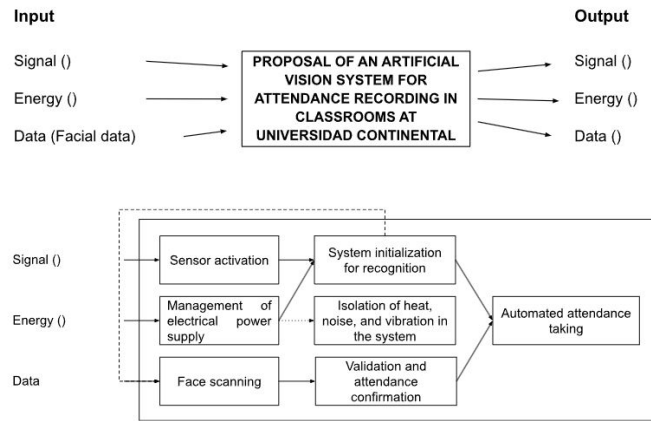 Input
Output
Signal ()
Energy ()
Data (Facial data)
PROPOSAL OF AN ARTIFICIAL
VISION SYSTEM FOR
ATTENDANCE RECORDING IN
CLASSROOMS AT
UNIVERSIDAD CONTINENTAL
Signal ()
Energy ()
Data ()
Signal ()
Sensor activation
System initialization
for recognition
Energy ()
Management of
electrical power
supply
Isolation of heat,
noise, and vibration in
the system
Automated attendance
taking
Data
Face scanning
Validation and
attendance
confirmation